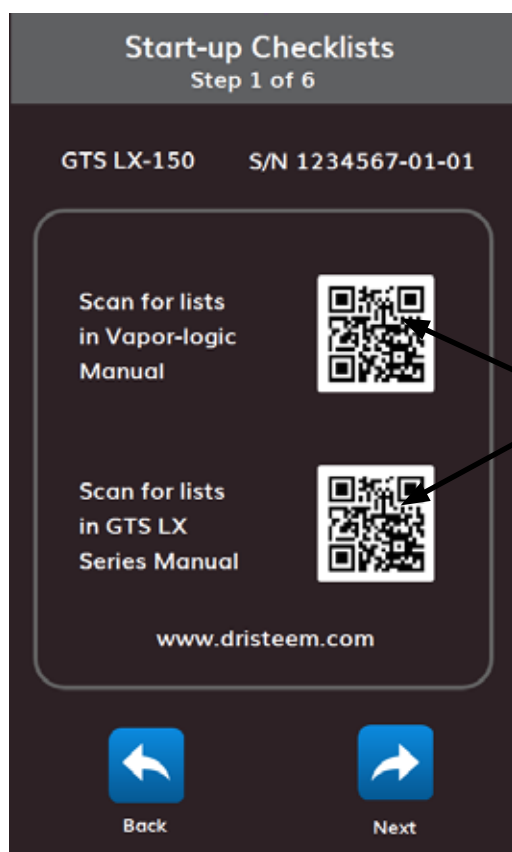 Start-up Checklists
Step 1 of 6
GTS LX-150 S/N 1234567-01-01
Scan for lists
in Vapor-logic
Manual
Scan for lists
in GTS LX
Series Manual
www.dristeem.com
Back Next